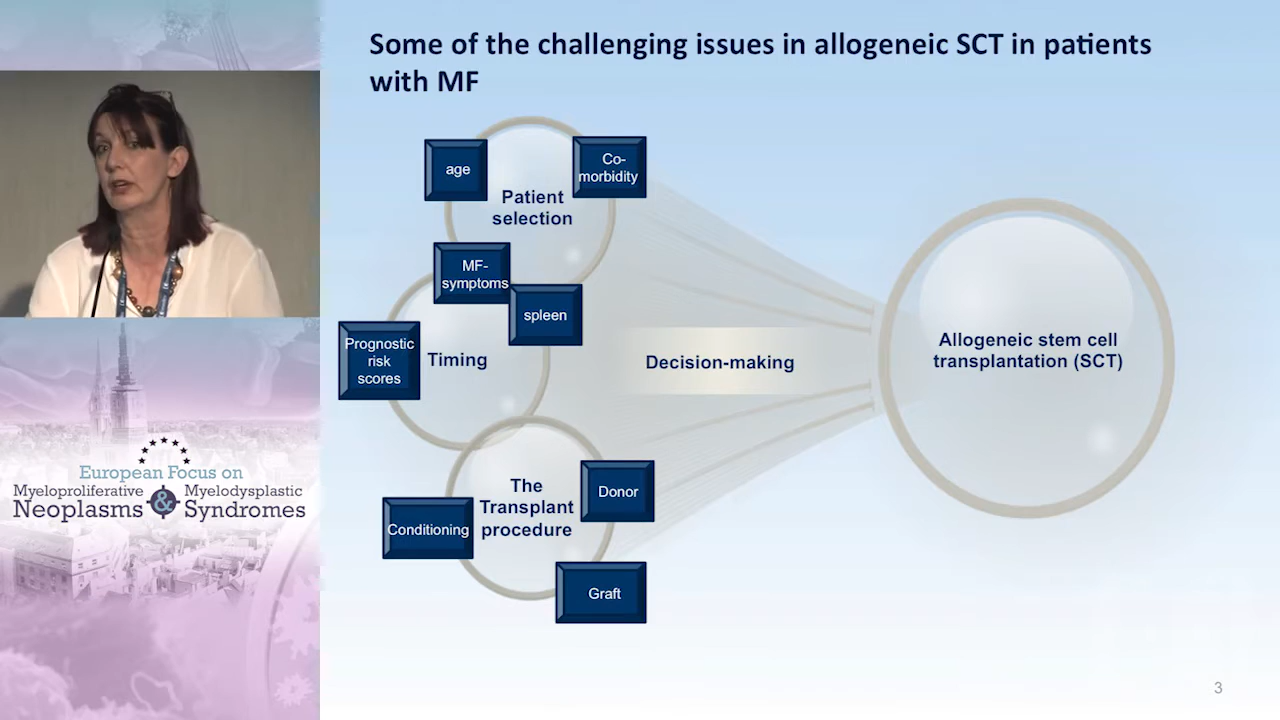 Some of the challenging issues in allogeneic SCT in patients
with MF
age
Co-
morbidity
Patient
selection
MF-
symptoms
spleen
Prognostic
risk
scores
Timing
Decision-making
Allogeneic stem cell
transplantation (SCT)
The
Transplant
procedure
Donor
Conditioning
Graft
European Focus on
Myeloproliferative
Neoplasms
&
Myelodysplastic
Syndromes
3